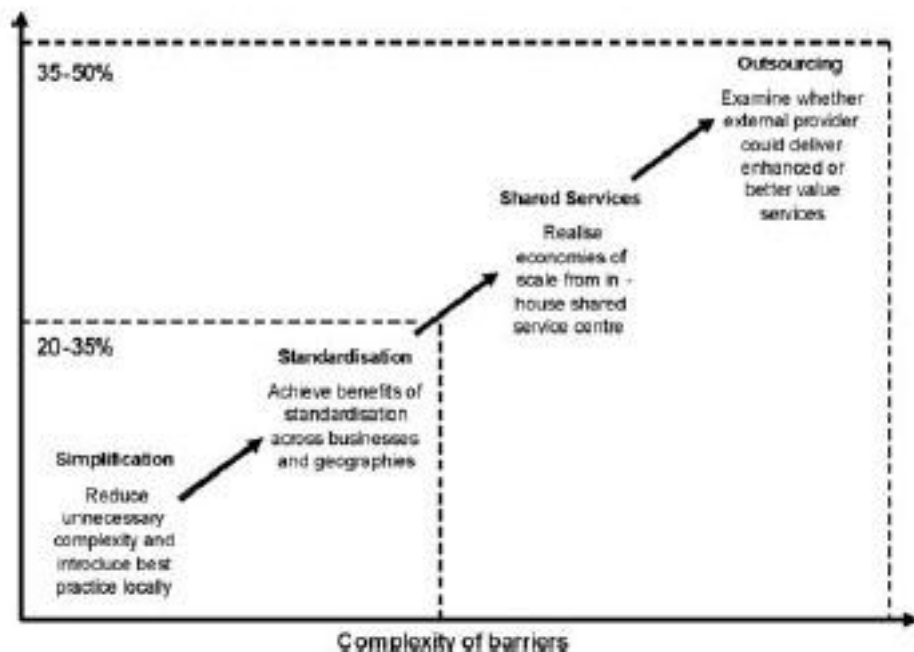 35-50%
Outsourcing
Examine whether
external provider
could deliver
enhanced or
better value
services
Shared Services
Realise
economies of
scale from in -
house shared
service centre
20-35%
Standardisation
Achieve benefits of
standardisation
across businesses
and geographies
Simplification
Reduce
unnecessary
complexity and
introduce best
practice locally
Complexity of barriers